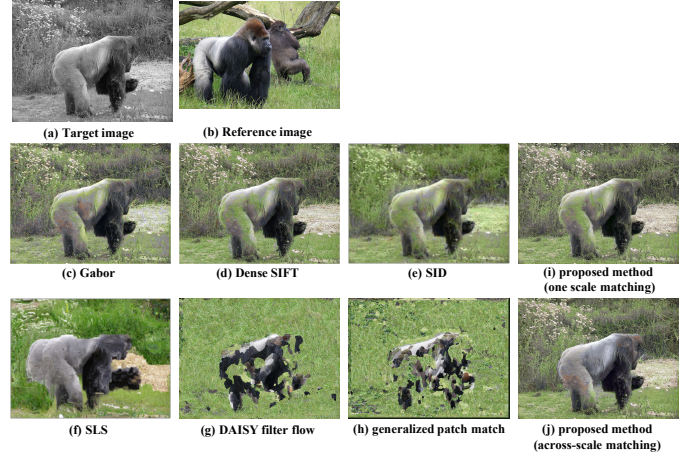 (a) Target image
(b) Reference image
(c) Gabor
(d) Dense SIFT
(e) SID
(i) proposed method
(one scale matching)
(f) SLS
(g) DAISY filter flow
(h) generalized patch match
(j) proposed method
(across-scale matching)